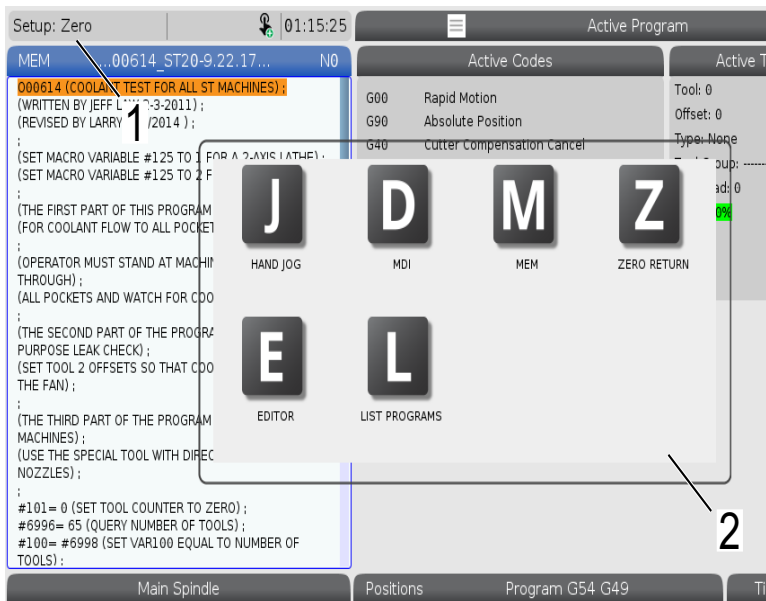 Setup: Zero
01:15:25
Active Program
MEM ...00614_ST20-9.22.17... N0
Active Codes
Active T
O00614 (COOLANT TEST FOR ALL ST MACHINES) ;
(WRITTEN BY JEFF -3-2011) ;
(REVISED BY LARRY /2014 ) ;
;
(SET MACRO VARIABLE #125 TO 1 FOR A 2-AXIS LATHE) ;
(SET MACRO VARIABLE #125 TO 2 F
;
(THE FIRST PART OF THIS PROGRAM
(FOR COOLANT FLOW TO ALL POCKET
;
(OPERATOR MUST STAND AT MACHIN
THROUGH) ;
(ALL POCKETS AND WATCH FOR COO
;
(THE SECOND PART OF THE PROGRA
PURPOSE LEAK CHECK) ;
(SET TOOL 2 OFFSETS SO THAT COO
THE FAN) ;
;
(THE THIRD PART OF THE PROGRAM
MACHINES) ;
(USE THE SPECIAL TOOL WITH DIREC
NOZZLES) ;
;
#101= 0 (SET TOOL COUNTER TO ZERO) ;
#6996= 65 (QUERY NUMBER OF TOOLS) ;
#100= #6998 (SET VAR100 EQUAL TO NUMBER OF
TOOLS) ;
1
G00 Rapid Motion
G90 Absolute Position
G40 Cutter Compensation Cancel
Tool: 0
Offset: 0
Type: None
oup: -------
ad: 0
0%
J
HAND JOG
D
MDI
M
MEM
Z
ZERO RETURN
E
EDITOR
L
LIST PROGRAMS
2
Main Spindle
Positions Program G54 G49
Ti